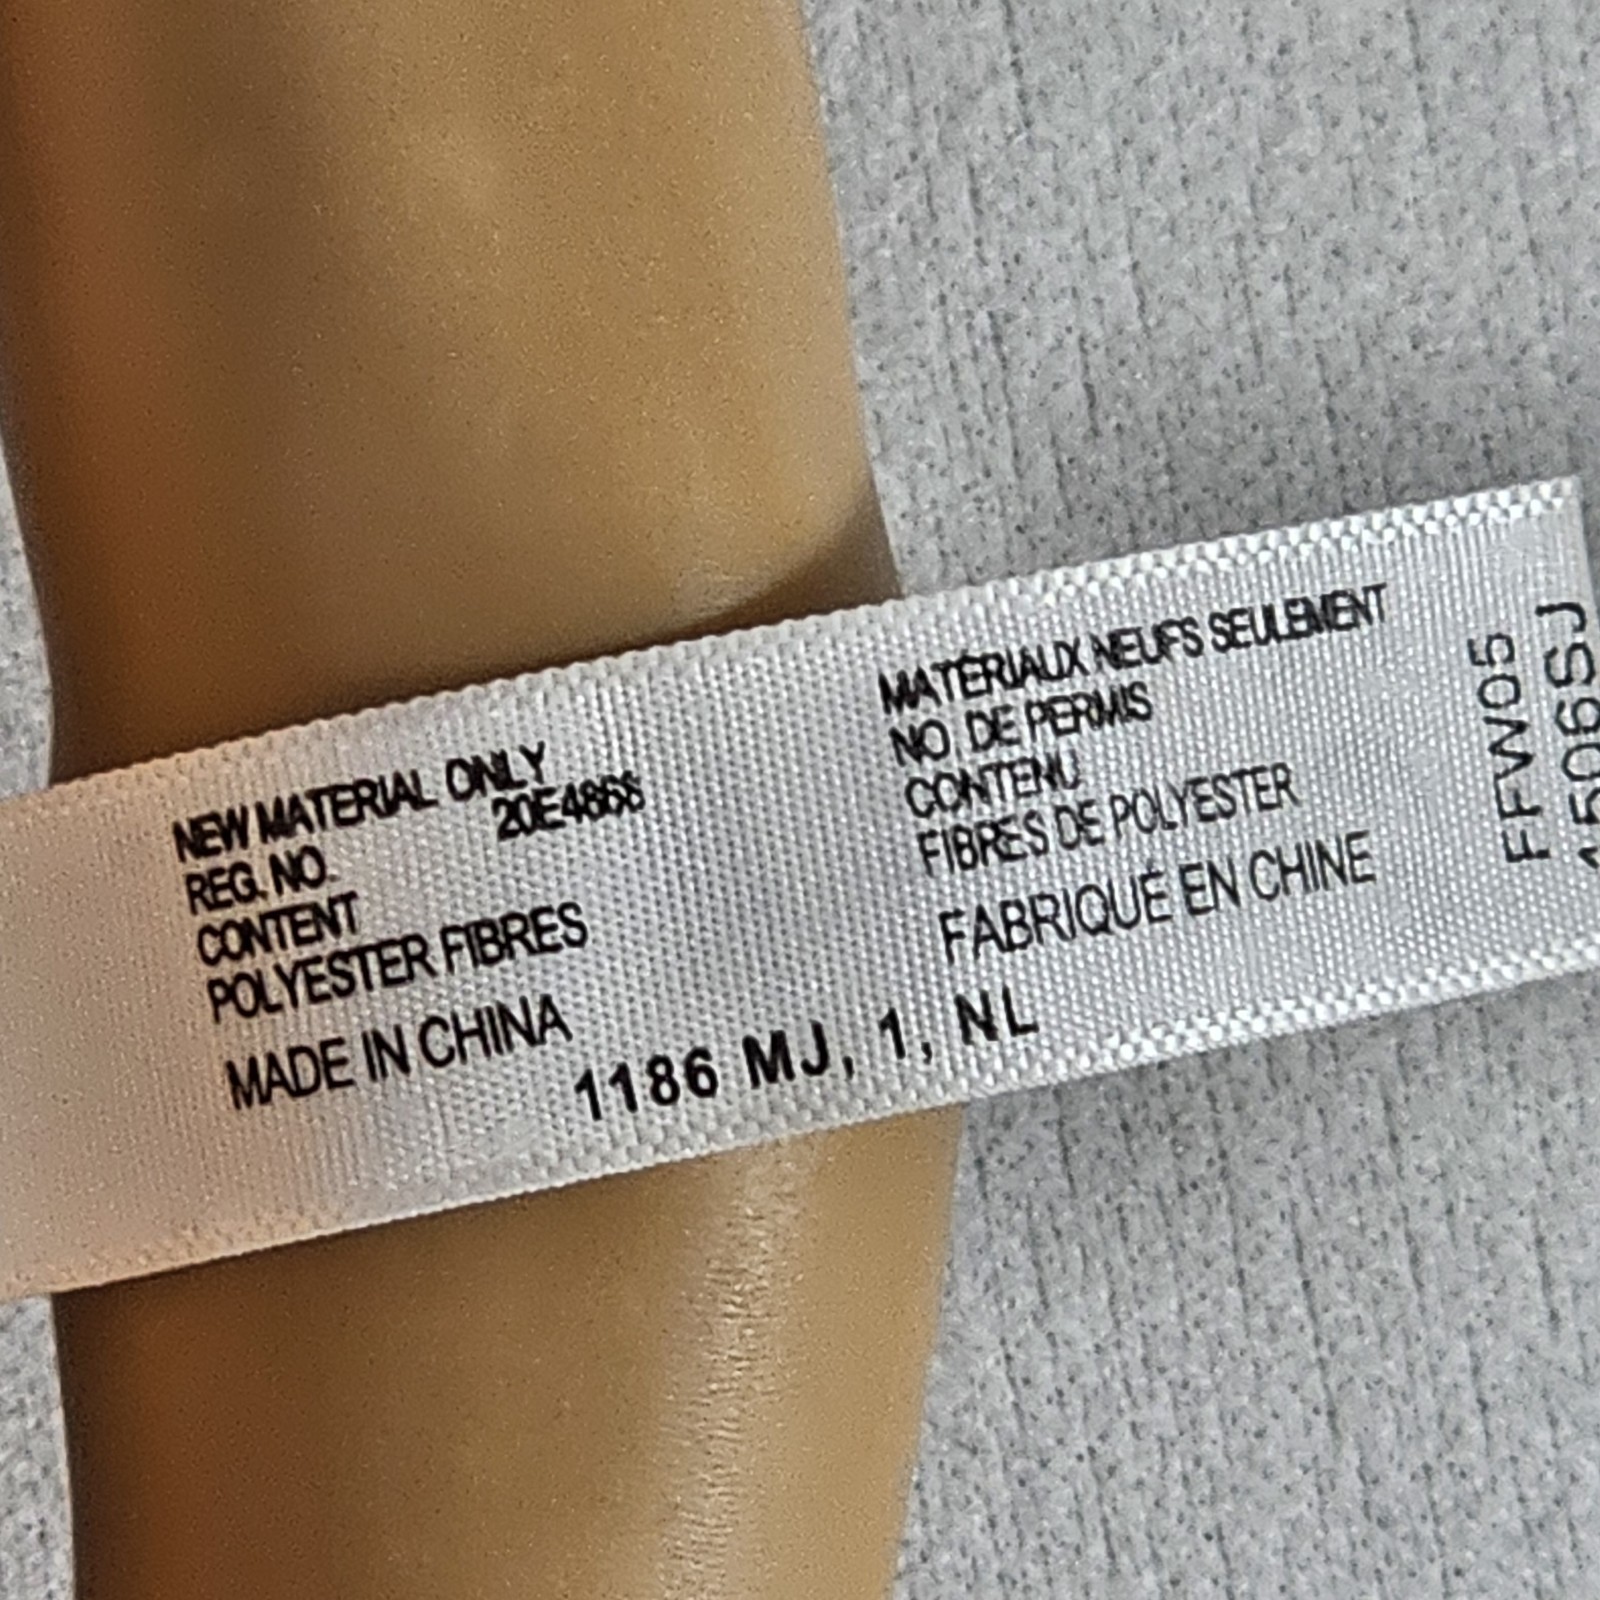 NEW MATERIAL ONLY
REG. NO.
CONTENT
POLYESTER FIBRES
MADE IN CHINA
MATÉRIAUX NEUFS SEULEMENT
NO. DE PERMIS
CONTENU
FIBRES DE POLYESTER
FABRIQUÉ EN CHINE
1186 MJ, 1, NL
FFW05
1506SJ